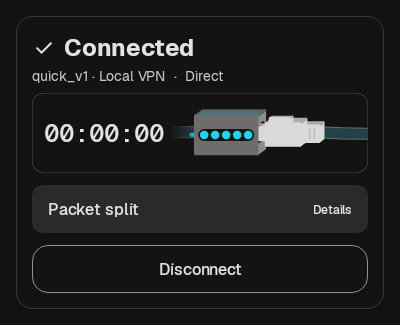 Connected
quick_v1 · Local VPN · Direct
00:00:00
Packet split
Details
Disconnect